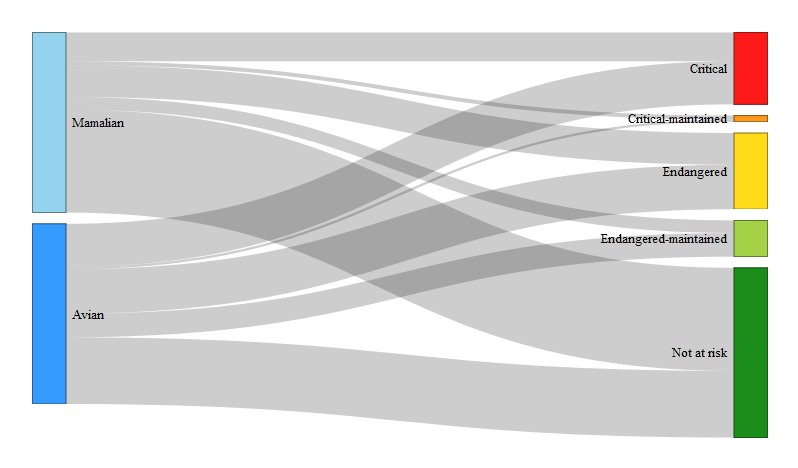 Critical
Critical-maintained
Mamalian
Endangered
Endangered-maintained
Avian
Not at risk